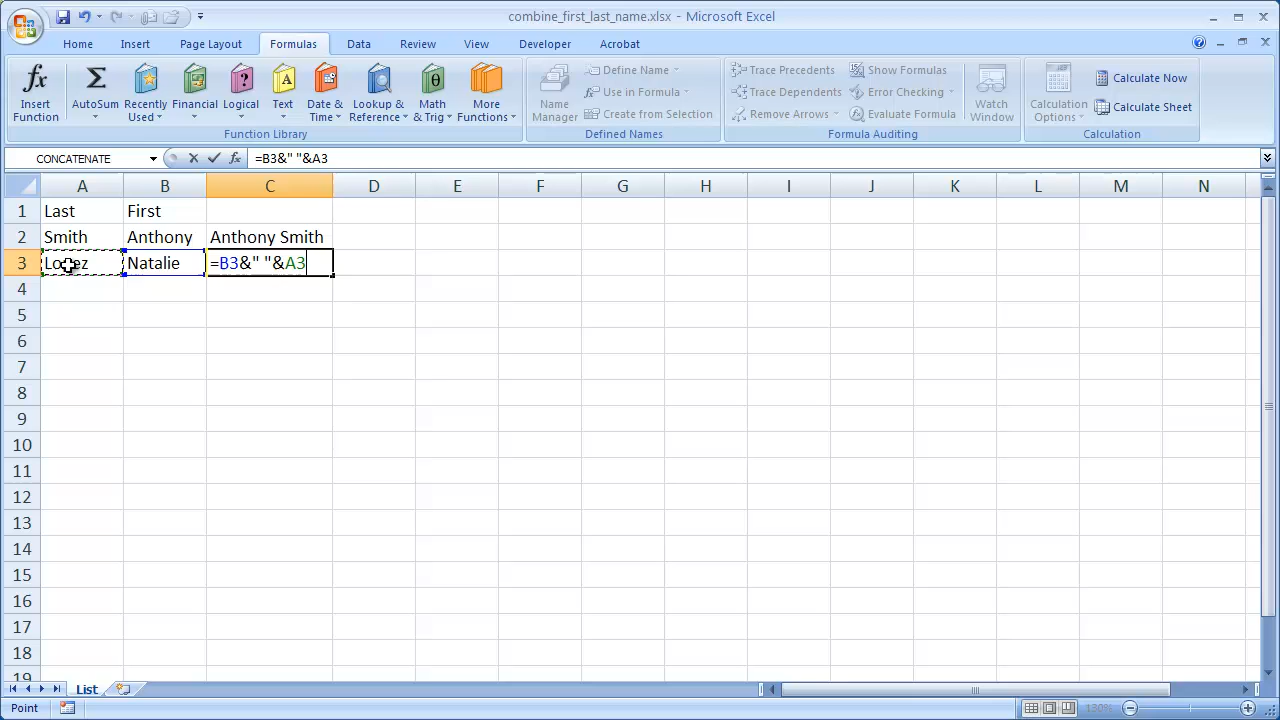 combine_first_last_name.xlsx - Microsoft Excel
Home Insert Page Layout Formulas Data Review View Developer Acrobat
Insert Function
AutoSum
Recently Used
Financial
Logical
Text
Date & Time
Lookup & Reference
Math & Trig
More Functions
Function Library
Name Manager
Define Name
Use in Formula
Create from Selection
Defined Names
Trace Precedents
Trace Dependents
Remove Arrows
Show Formulas
Error Checking
Evaluate Formula
Watch Window
Formula Auditing
Calculation Options
Calculate Now
Calculate Sheet
Calculation
CONCATENATE fx =B3&" "&A3
A B C D E F G H I J K L M N
1 Last First
2 Smith Anthony Anthony Smith
3 Natalie =B3&" "&A3
4
5
6
7
8
9
10
11
12
13
14
15
16
17
18
19
List
Point 130%